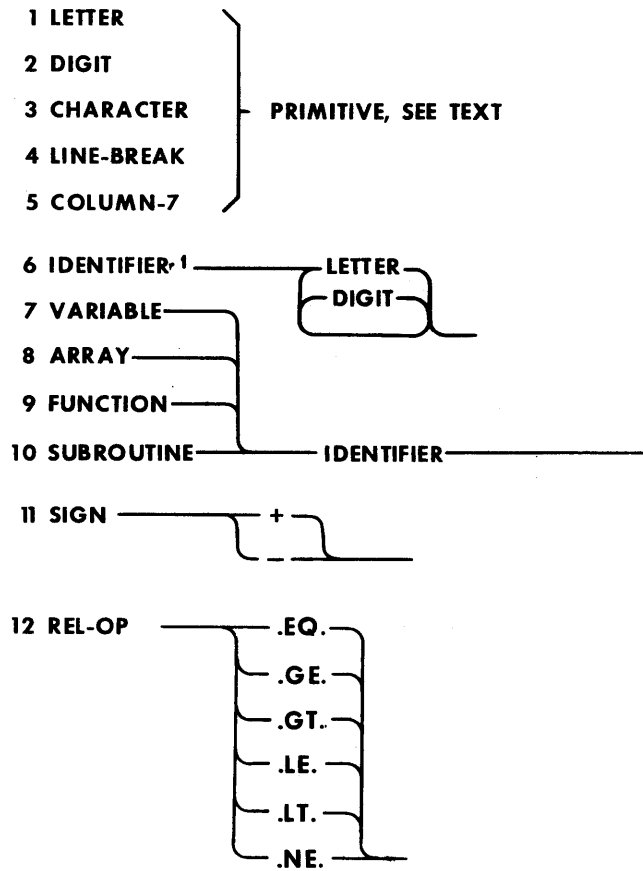 1 LETTER
2 DIGIT
3 CHARACTER
4 LINE-BREAK
5 COLUMN-7
PRIMITIVE, SEE TEXT
6 IDENTIFIER, 1
LETTER
DIGIT
7 VARIABLE
8 ARRAY
9 FUNCTION
10 SUBROUTINE
IDENTIFIER
11 SIGN
+
-
12 REL-OP
.EQ.
.GE.
.GT.
.LE.
.LT.
.NE.